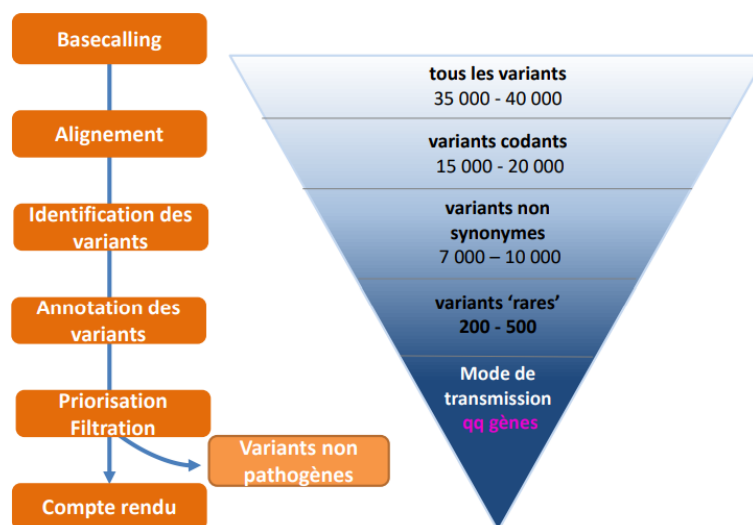 Basecalling
Alignement
Identification des
variants
Annotation des
variants
Priorisation
Filtration
Variants non
pathogènes
Compte rendu
tous les variants
35 000 - 40 000
variants codants
15 000 - 20 000
variants non
synonymes
7 000 – 10 000
variants ‘rares’
200 - 500
Mode de
transmission
qq gènes